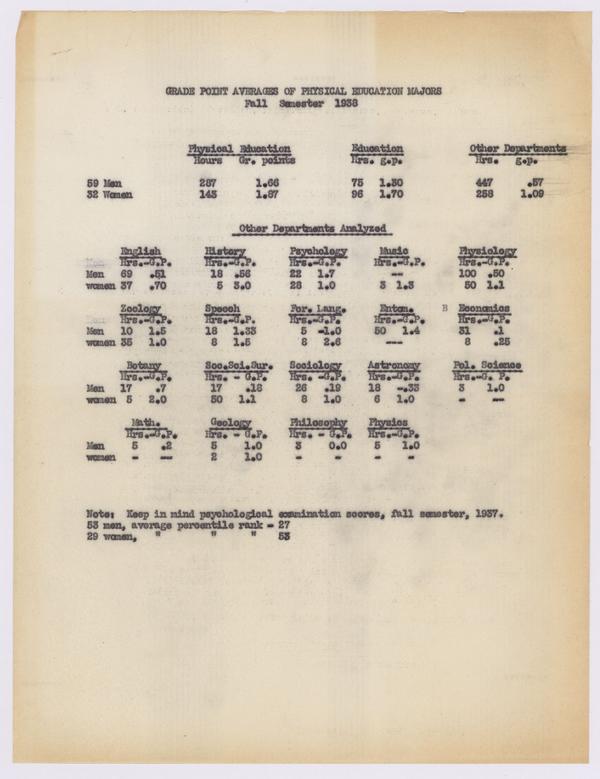 GRADE POINT AVERAGES OF PHYSICAL EDUCATION MAJORS
Fall Semester 1938
Physical Education Education Other Departments
Hours Gr. points Hrs. g.p. Hrs. g.p.
59 Men 287 1.66 75 1.30 447 .57
32 Women 143 1.87 96 1.70 258 1.09
Other Departments Analyzed
English History Psychology Music Physiology
Hrs.-G.P. Hrs.-G.P. Hrs.-G.P. Hrs.-G.P. Hrs.-G.P.
Men 69 .51 18 .56 22 1.7 -- 100 .50
women 37 .70 5 3.0 28 1.0 3 1.3 50 1.1
Zoology Speech For. Lang. Entom. B Economics
Hrs.-G.P. Hrs.-G.P. Hrs.-G.P. Hrs.-G.P. Hrs.-G.P.
Men 10 1.5 18 1.33 5 -1.0 50 1.4 31 .1
women 35 1.0 8 1.5 8 2.6 --- 8 .25
Botany Soc.Sci.Sur. Sociology Astronomy Pol. Science
Hrs.-G.P. Hrs. - G.P. Hrs. -G.P. Hrs.-G.P. Hrs.-G. P.
Men 17 .7 17 .18 26 .19 18 -.33 3 1.0
women 5 2.0 50 1.1 8 1.0 6 1.0 - --
Math. Geology Philosophy Physics
Hrs.-G.P. Hrs. - G.P. Hrs. - G.P. Hrs.-G.P.
Men 5 .2 5 1.0 3 0.0 5 1.0
women - -- 2 1.0 - - - -
Note: Keep in mind psychological examination scores, fall semester, 1937.
53 men, average percentile rank - 27
29 women, " " " 53